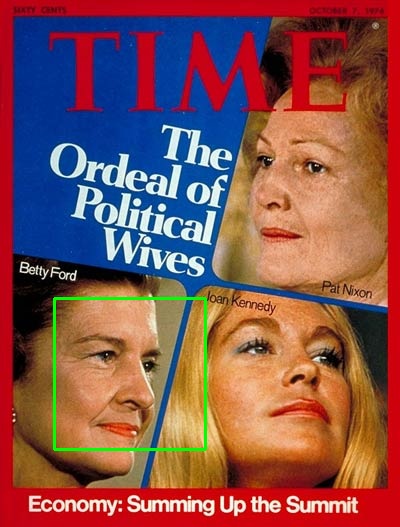 SIXTY CENTS
OCTOBER 7, 1974
TIME
®
The
Ordeal of
Political
Wives
Betty Ford
Pat Nixon
Joan Kennedy
Economy: Summing Up the Summit